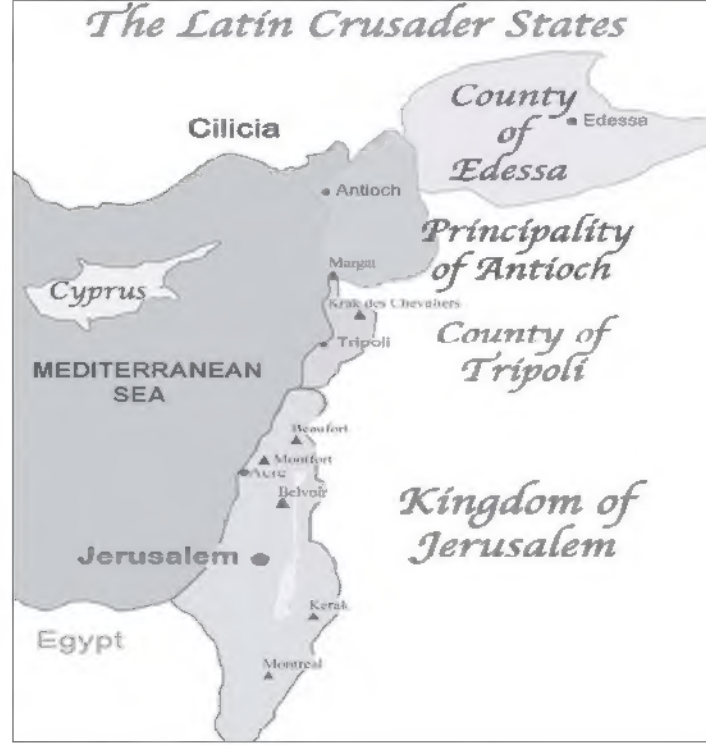 The Latin Crusader States
County
of
Edessa
Edessa
Cilicia
Antioch
Principality
of Antioch
Margat
Cyprus
Krak des Chevaliers
Tripoli
County of
Tripoli
MEDITERRANEAN
SEA
Beaufort
Montfort
Acre
Belvoir
Kingdom of
Jerusalem
Jerusalem
Kerak
Egypt
Montreal